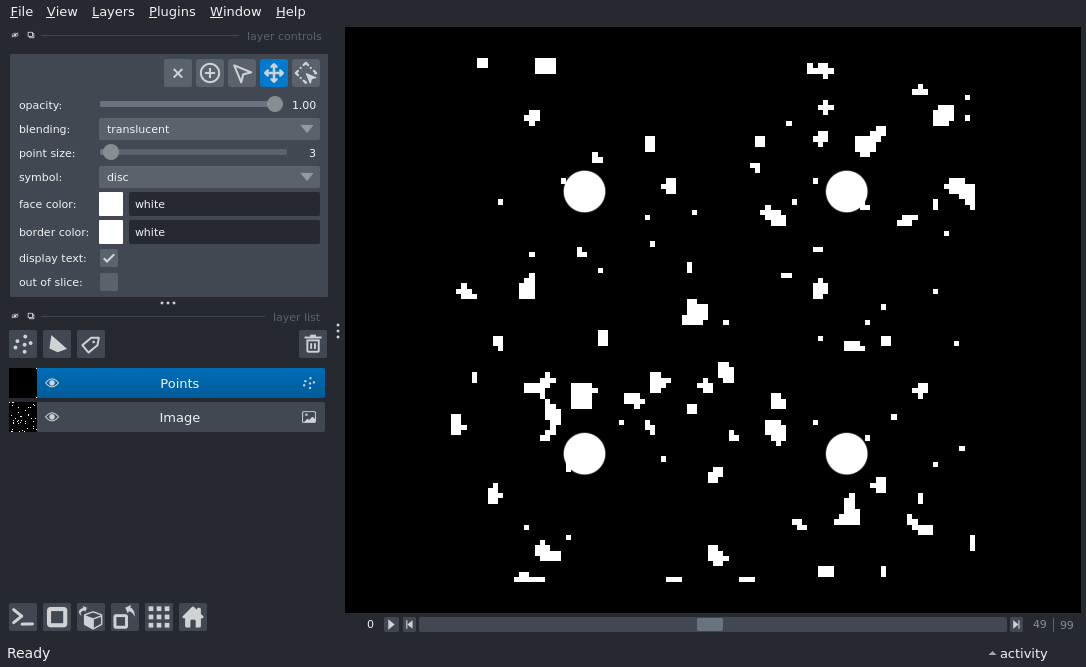 File View Layers Plugins Window Help
layer controls
opacity: 1.00
blending: translucent
point size: 3
symbol: disc
face color: white
border color: white
display text:
out of slice:
layer list
Points
Image
0 49 | 99
Ready activity